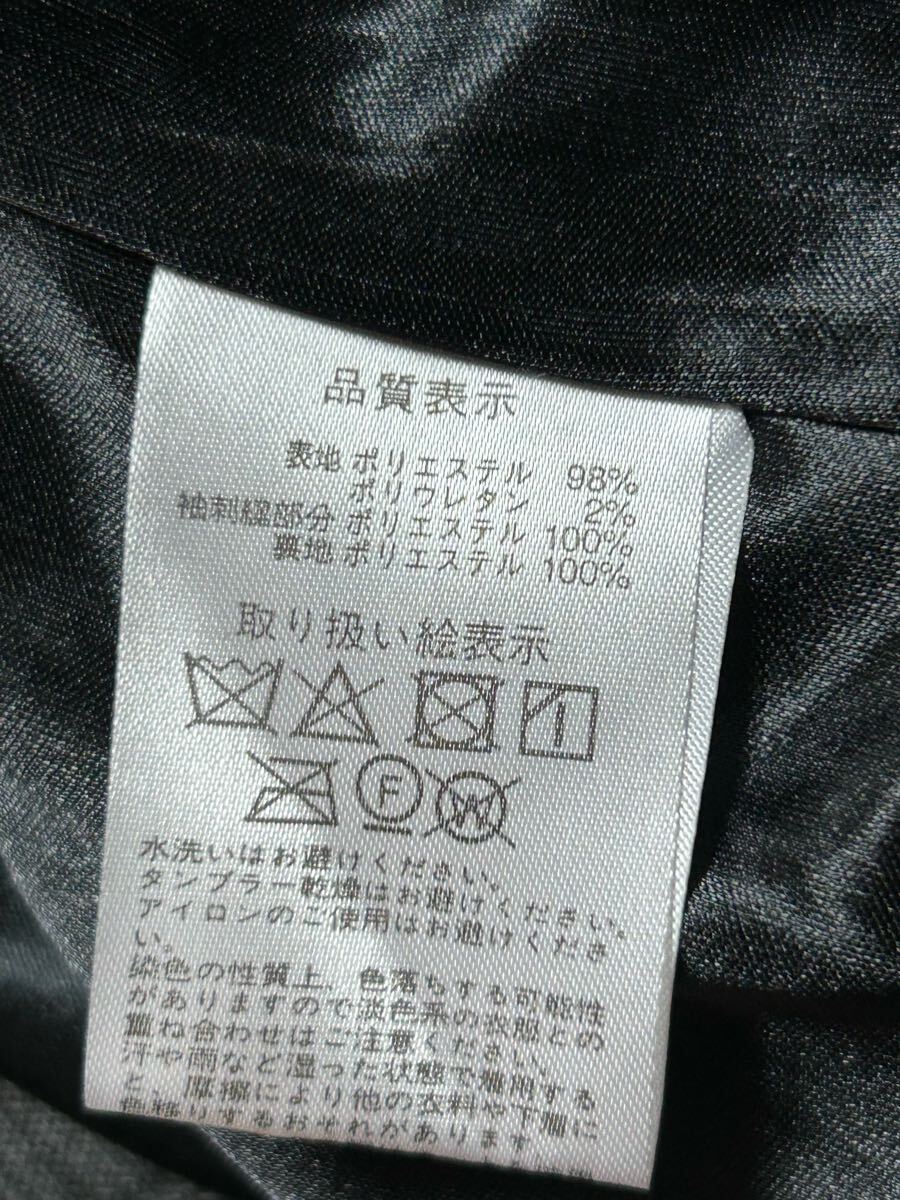 品質表示
表地 ポリエステル 98%
ポリウレタン 2%
袖刺繍部分 ポリエステル 100%
裏地 ポリエステル 100%
取り扱い絵表示
F W
水洗いはお避けください。
タンブラー乾燥はお避けください。
アイロンのご使用はお避けくださ
い。
染色の性質上、色落ちする可能性
がありますので淡色系の衣服との
重ね合わせはご注意ください。
汗や雨など湿った状態で着用する
と、摩擦により他の衣料や下着に
色移りするおそれがあります